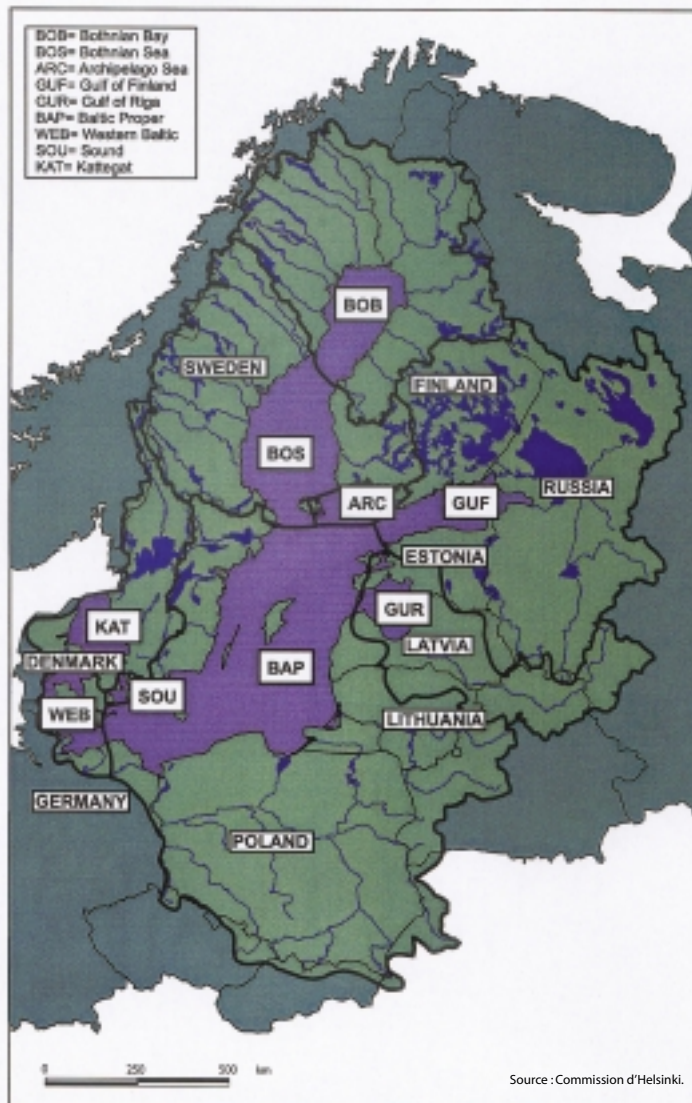 BOB= Bothnian Bay
BOS= Bothnian Sea
ARC= Archipelago Sea
GUF= Gulf of Finland
GUR= Gulf of Riga
BAP= Baltic Proper
WEB= Western Baltic
SOU= Sound
KAT= Kattegat
BOB
SWEDEN
FINLAND
BOS
RUSSIA
ARC
GUF
ESTONIA
GUR
KAT
LATVIA
DENMARK
BAP
SOU
WEB
LITHUANIA
GERMANY
POLAND
0 250 500 km
Source : Commission d’Helsinki.